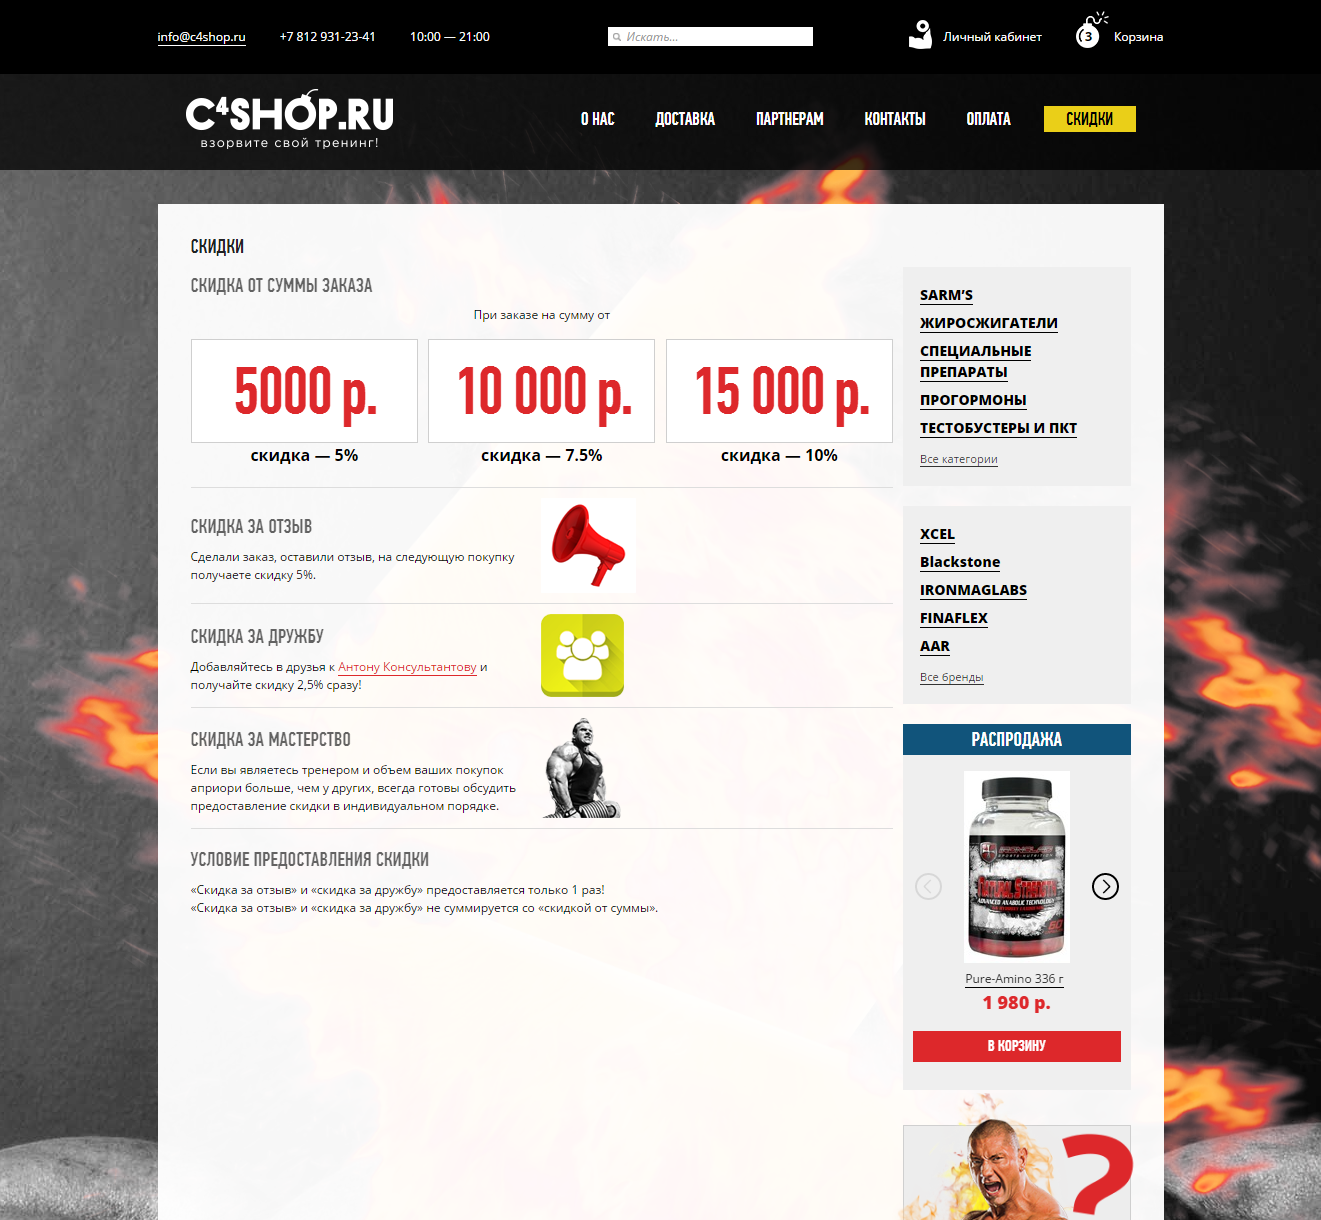 info@c4shop.ru
+7 812 931-23-41
10:00 — 21:00
Искать...
Личный кабинет
3
Корзина
C4SHOP.RU
взорвите свой тренинг!
О НАС
ДОСТАВКА
ПАРТНЕРАМ
КОНТАКТЫ
ОПЛАТА
СКИДКИ
СКИДКИ
СКИДКА ОТ СУММЫ ЗАКАЗА
При заказе на сумму от
5000 р.
10 000 р.
15 000 р.
скидка — 5%
скидка — 7.5%
скидка — 10%
СКИДКА ЗА ОТЗЫВ
Сделали заказ, оставили отзыв, на следующую покупку
получаете скидку 5%.
СКИДКА ЗА ДРУЖБУ
Добавляйтесь в друзья к Антону Консультантову и
получайте скидку 2,5% сразу!
СКИДКА ЗА МАСТЕРСТВО
Если вы являетесь тренером и объем ваших покупок
априори больше, чем у других, всегда готовы обсудить
предоставление скидки в индивидуальном порядке.
УСЛОВИЕ ПРЕДОСТАВЛЕНИЯ СКИДКИ
«Скидка за отзыв» и «скидка за дружбу» предоставляется только 1 раз!
«Скидка за отзыв» и «скидка за дружбу» не суммируется со «скидкой от суммы».
SARM'S
ЖИРОСЖИГАТЕЛИ
СПЕЦИАЛЬНЫЕ
ПРЕПАРАТЫ
ПРОГОРМОНЫ
ТЕСТОБУСТЕРЫ И ПКТ
Все категории
XCEL
Blackstone
IRONMAGLABS
FINAFLEX
AAR
Все бренды
РАСПРОДАЖА
ADVANCED ANABOLIC TECHNOLOGY
Pure-Amino 336 г
1 980 р.
В КОРЗИНУ
?